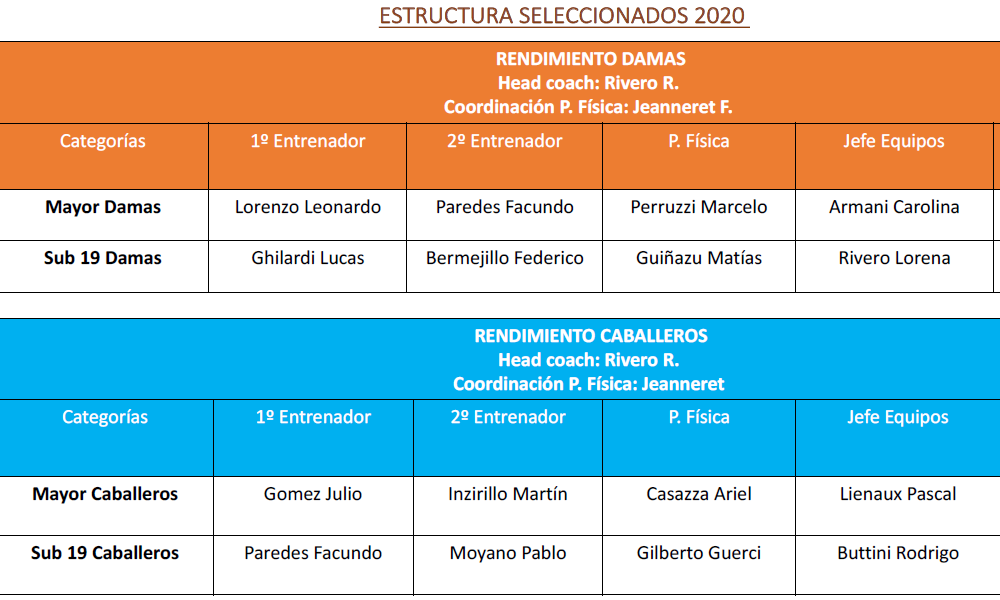 ESTRUCTURA SELECCIONADOS 2020
RENDIMIENTO DAMAS
Head coach: Rivero R.
Coordinación P. Física: Jeanneret F.
Categorías 1º Entrenador 2º Entrenador P. Física Jefe Equipos
Mayor Damas Lorenzo Leonardo Paredes Facundo Perruzzi Marcelo Armani Carolina
Sub 19 Damas Ghilardi Lucas Bermejillo Federico Guiñazu Matías Rivero Lorena
RENDIMIENTO CABALLEROS
Head coach: Rivero R.
Coordinación P. Física: Jeanneret
Categorías 1º Entrenador 2º Entrenador P. Física Jefe Equipos
Mayor Caballeros Gomez Julio Inzirillo Martín Casazza Ariel Lienaux Pascal
Sub 19 Caballeros Paredes Facundo Moyano Pablo Gilberto Guerci Buttini Rodrigo